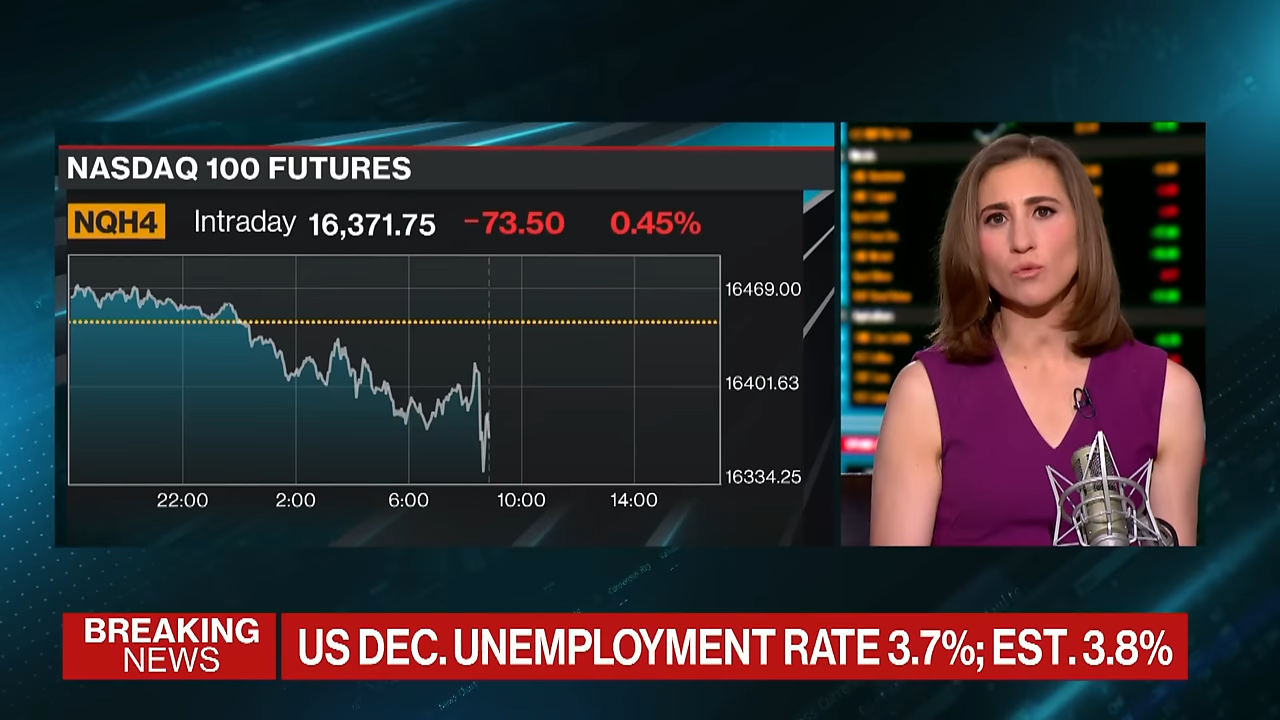 NASDAQ 100 FUTURES
NQH4 Intraday 16,371.75 -73.50 0.45%
16469.00
16401.63
16334.25
22:00 2:00 6:00 10:00 14:00
BREAKING
NEWS
US DEC. UNEMPLOYMENT RATE 3.7%; EST. 3.8%